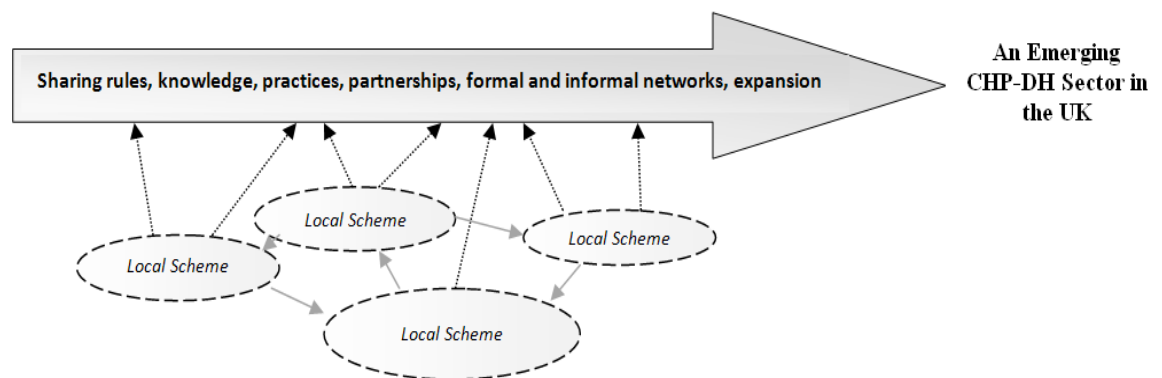 Sharing rules, knowledge, practices, partnerships, formal and informal networks, expansion
An Emerging
CHP-DH Sector in
the UK
Local Scheme
Local Scheme
Local Scheme
Local Scheme